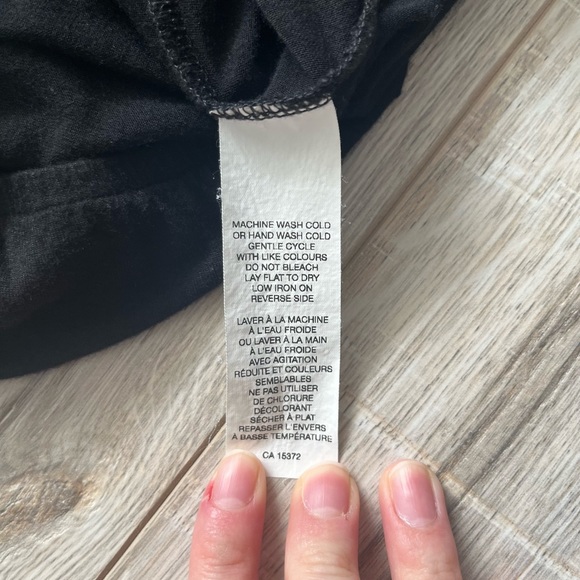 MACHINE WASH COLD
OR HAND WASH COLD
GENTLE CYCLE
WITH LIKE COLOURS
DO NOT BLEACH
LAY FLAT TO DRY
LOW IRON ON
REVERSE SIDE
LAVER À LA MACHINE
À L'EAU FROIDE
OU LAVER À LA MAIN
À L'EAU FROIDE
AVEC AGITATION
RÉDUITE ET COULEURS
SEMBLABLES
NE PAS UTILISER
DE CHLORURE
DÉCOLORANT
SÉCHER À PLAT
REPASSER L'ENVERS
À BASSE TEMPÉRATURE
CA 15372